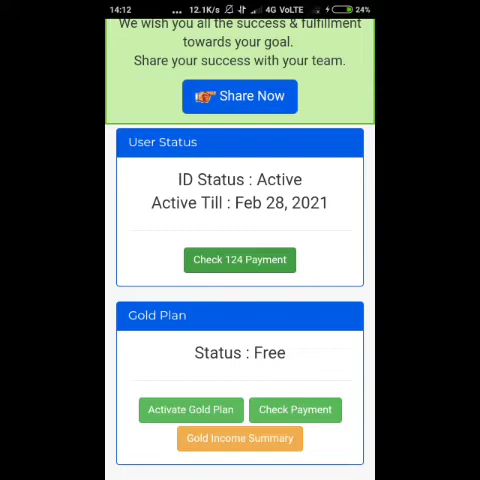 14:12 ... 12.1K/s 4G VoLTE 24%
We wish you all the success & fulfillment
towards your goal.
Share your success with your team.
Share Now
User Status
ID Status : Active
Active Till : Feb 28, 2021
Check 124 Payment
Gold Plan
Status : Free
Activate Gold Plan Check Payment
Gold Income Summary